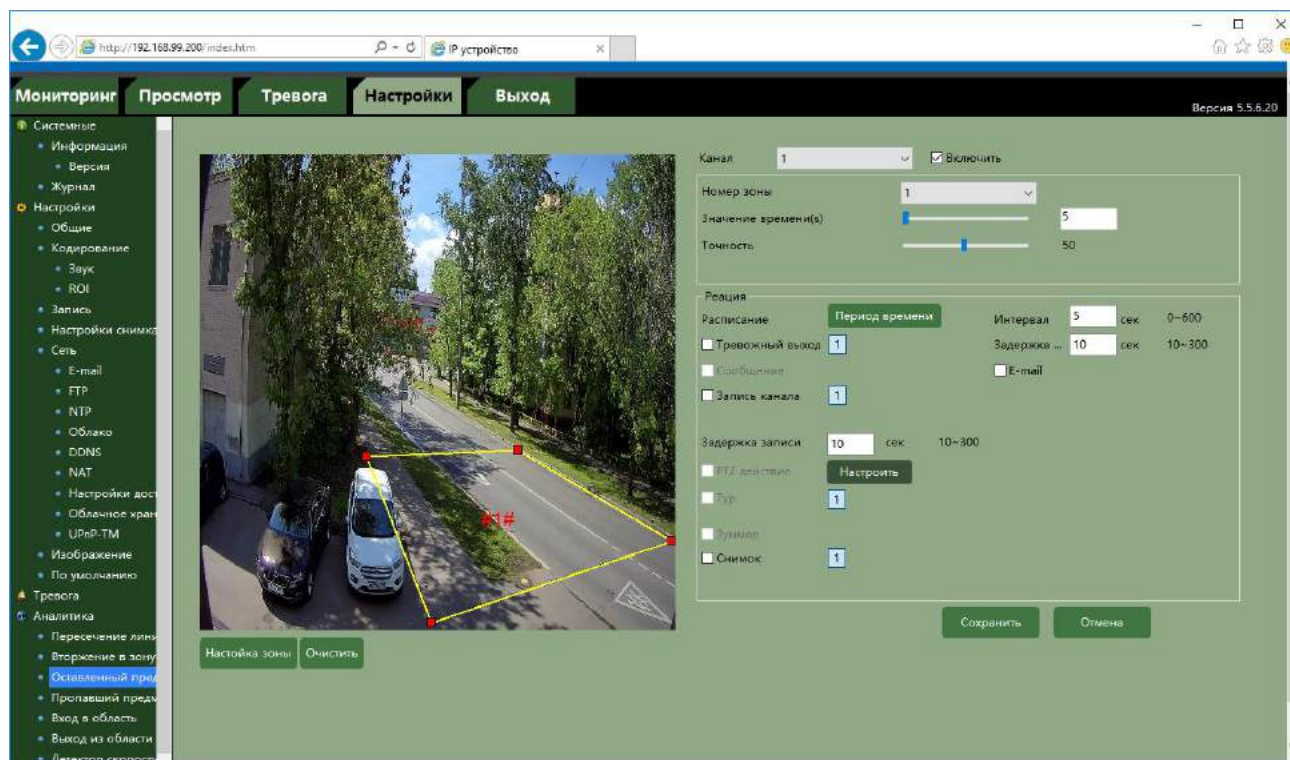 http://192.168.99.200/index.htm
IP устройство
Мониторинг Просмотр Тревога Настройки Выход
Версия 5.5.6.20
Системные
Информация
Версия
Журнал
Настройки
Общие
Кодирование
Звук
ROI
Запись
Настройки снимка
Сеть
E-mail
FTP
NTP
Облако
DDNS
NAT
Настройки дост
Облачное хран
UPnP-TM
Изображение
По умолчанию
Тревога
Аналитика
Пересечение лини
Вторжение в зону
Оставленный пред
Пропавший предм
Вход в область
Выход из области
Детектор скорости
#1#
Настойка зоны Очистить
Канал 1 Включить
Номер зоны 1
Значение времени(s) 5
Точность 50
Реация
Расписание Период времени Интервал 5 сек 0~600
Тревожный выход 1 Задержка ... 10 сек 10~300
Сообщение E-mail
Запись канала 1
Задержка записи 10 сек 10~300
PTZ действие Настроить
Тур 1
Зуммер
Снимок 1
Сохранить Отмена